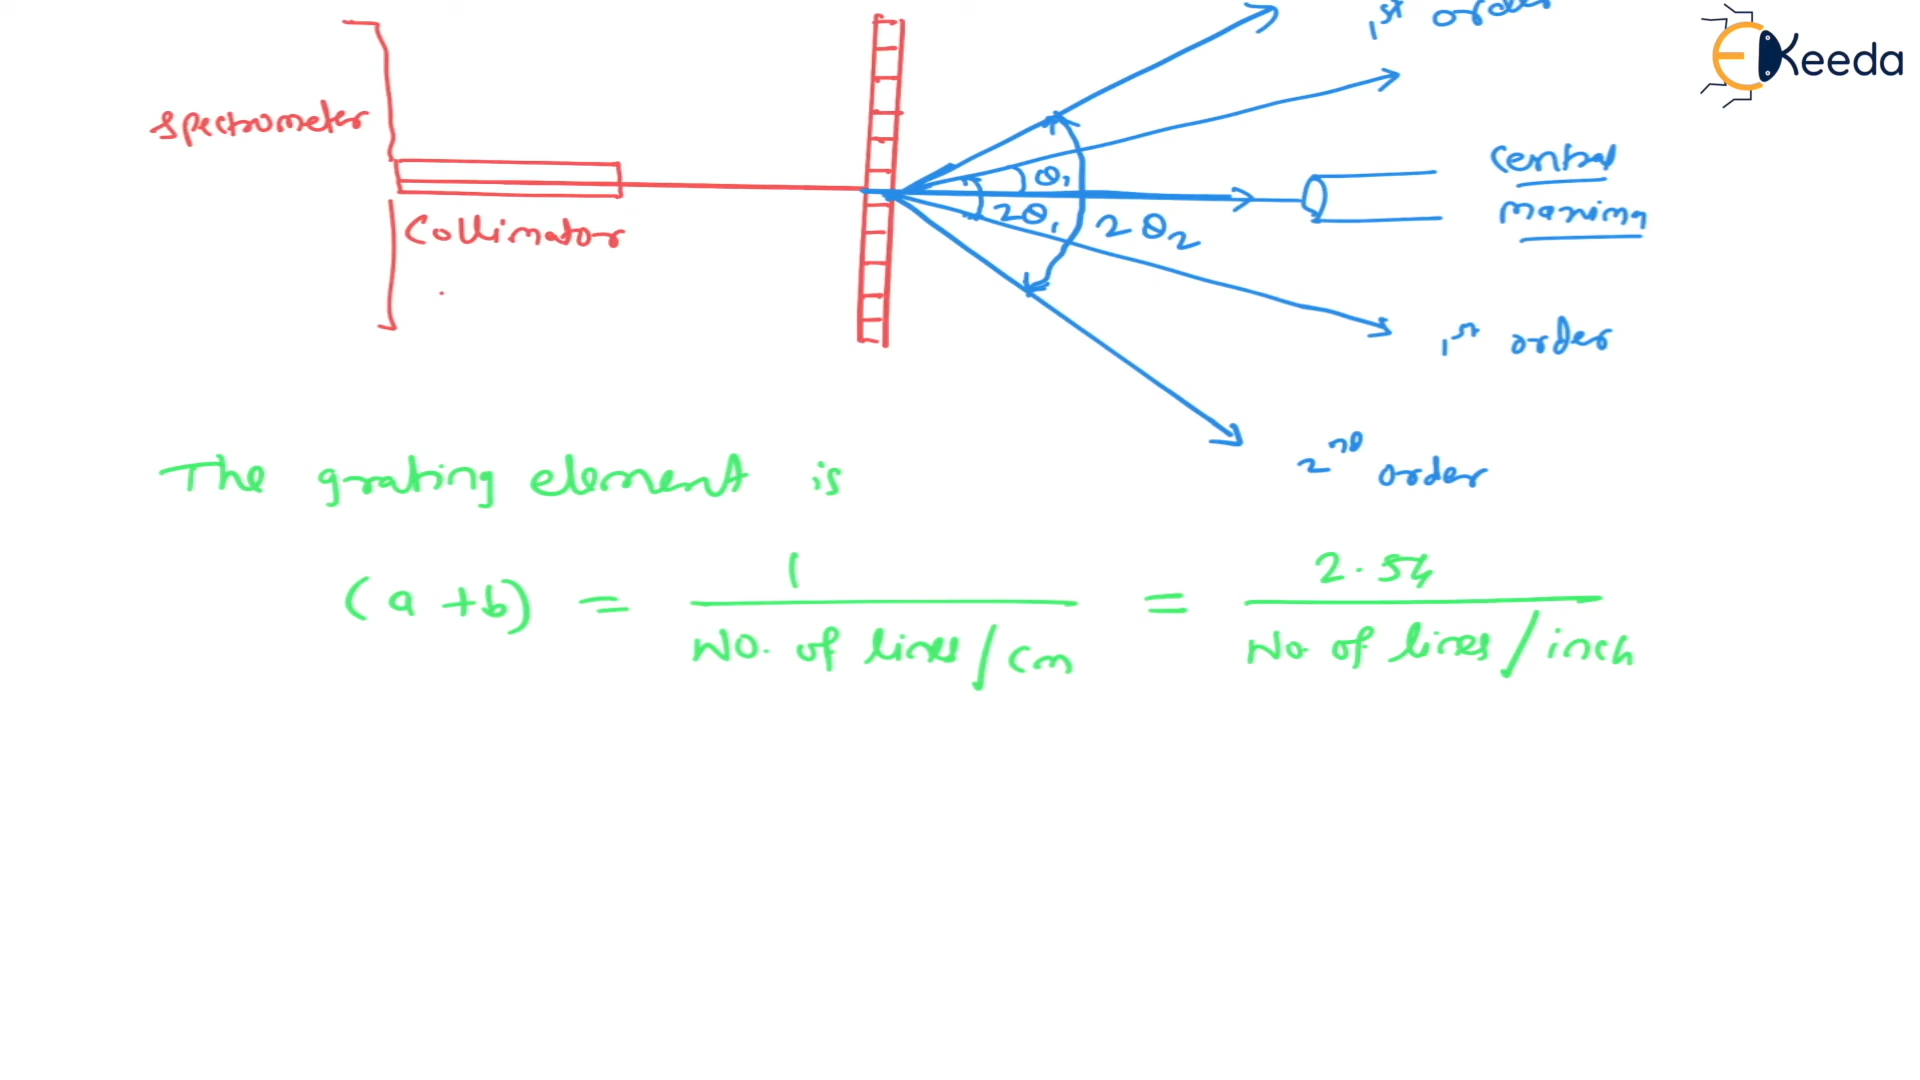 1st order
EKeeda
Spectrometer
Central
maxima
θ1
2θ1
2θ2
Collimator
1st order
2nd order
The grating element is
(a+b) = 1 / No. of lines/cm = 2.54 / No. of lines/inch